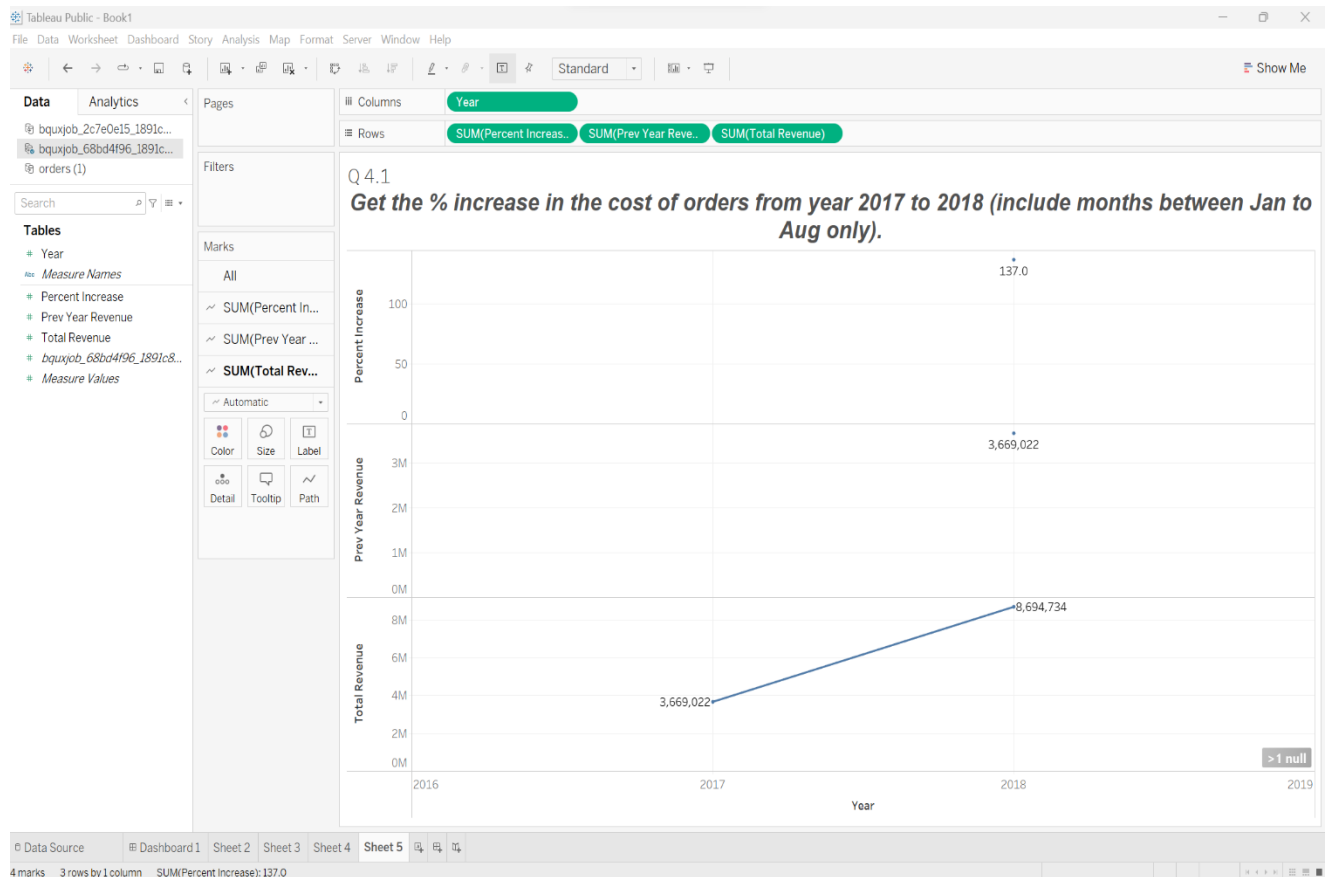 Tableau Public - Book1
File Data Worksheet Dashboard Story Analysis Map Format Server Window Help
Standard
Show Me
Data Analytics
Pages
Columns
Year
bquxjob_2c7e0e15_1891c...
bquxjob_68bd4f96_1891c...
orders (1)
Rows
SUM(Percent Increas.. SUM(Prev Year Reve.. SUM(Total Revenue)
Filters
Search
Tables
# Year
Abc Measure Names
# Percent Increase
# Prev Year Revenue
# Total Revenue
# bquxjob_68bd4f96_1891c8...
# Measure Values
Marks
All
SUM(Percent In...
SUM(Prev Year ...
SUM(Total Rev...
Automatic
Color Size Label
Detail Tooltip Path
Q 4.1
Get the % increase in the cost of orders from year 2017 to 2018 (include months between Jan to
Aug only).
Percent Increase
100
50
0
137.0
Prev Year Revenue
3M
2M
1M
0M
3,669,022
Total Revenue
8M
6M
4M
2M
0M
8,694,734
3,669,022
>1 null
2016 2017 2018 2019
Year
Data Source Dashboard 1 Sheet 2 Sheet 3 Sheet 4 Sheet 5
4 marks 3 rows by 1 column SUM(Percent Increase): 137.0